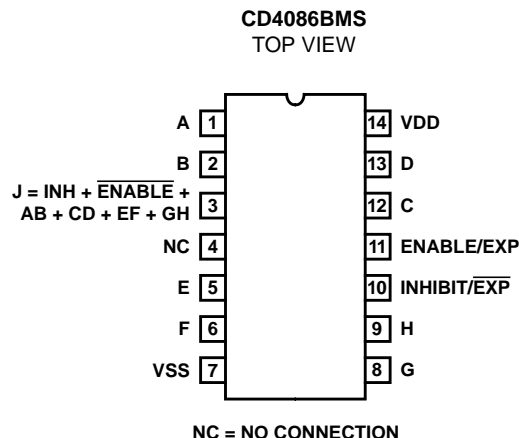 CD4086BMS
TOP VIEW
A 1 14 VDD
B 2 13 D
J = INH + ENABLE +
AB + CD + EF + GH 3 12 C
NC 4 11 ENABLE/EXP
E 5 10 INHIBIT/EXP
F 6 9 H
VSS 7 8 G
NC = NO CONNECTION